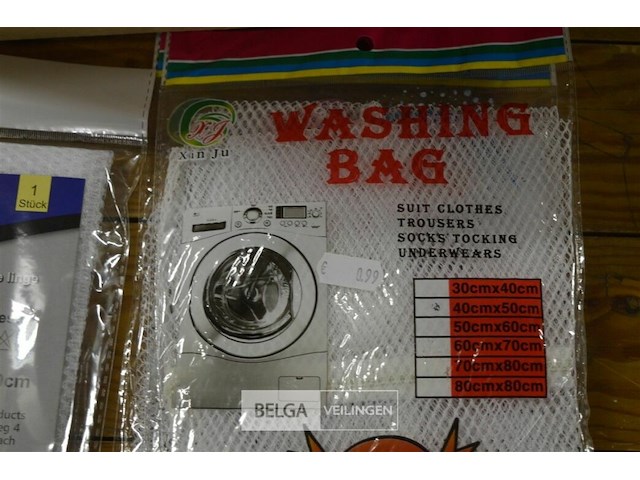 WASHING
BAG
Xin Ju
SUIT CLOTHES
TROUSERS
SOCKS TOCKING
UNDERWEARS
30cmx40cm
40cmx50cm
50cmx60cm
60cmx70cm
70cmx80cm
80cmx80cm
€ 0.99
1
Stück
BELGA VEILINGEN